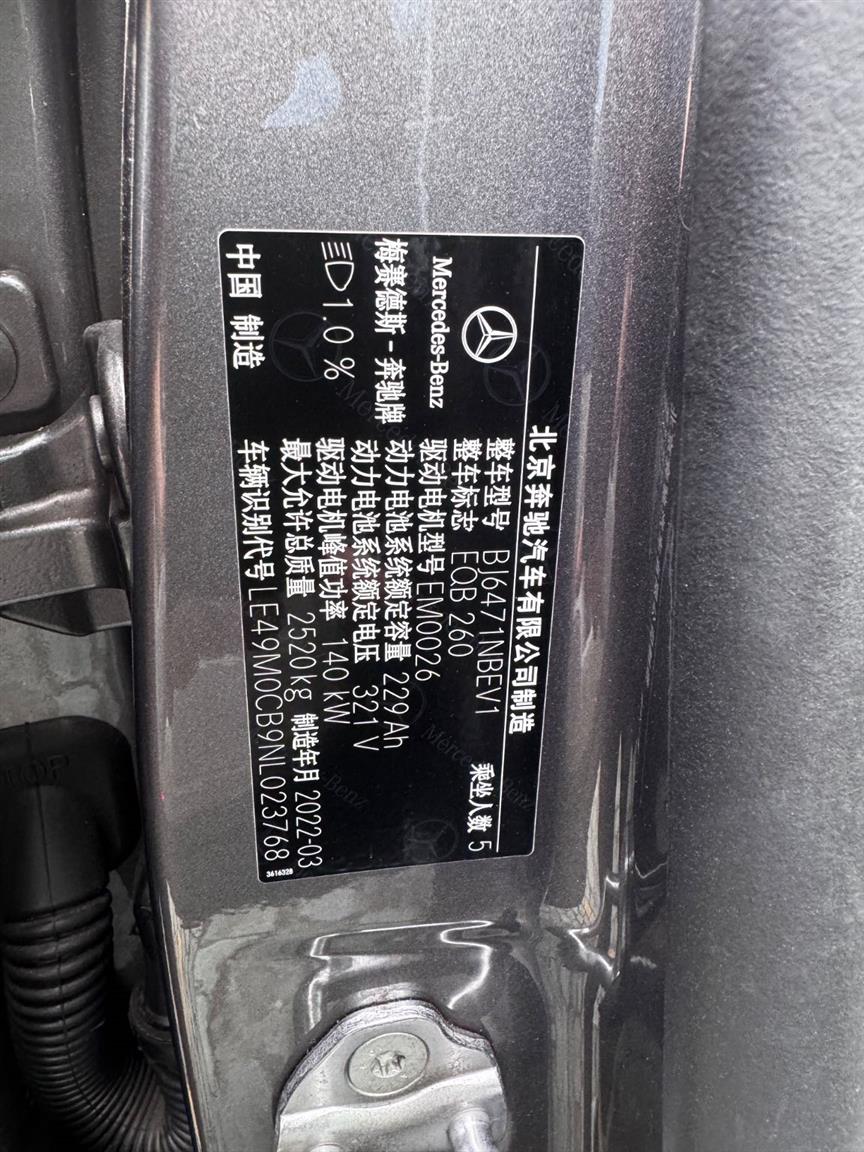 北京奔驰汽车有限公司制造
Mercedes-Benz
梅赛德斯-奔驰牌
1.0%
中国 制造
整车型号 BJ6471NBEV1
整车标志 EQB 260 乘坐人数 5
驱动电机型号 EM0026
动力电池系统额定容量 229 Ah
动力电池系统额定电压 321 V
驱动电机峰值功率 140 kW
最大允许总质量 2520kg 制造年月 2022-03
车辆识别代号 LE49M0CB9NL023768
3616328
TOP